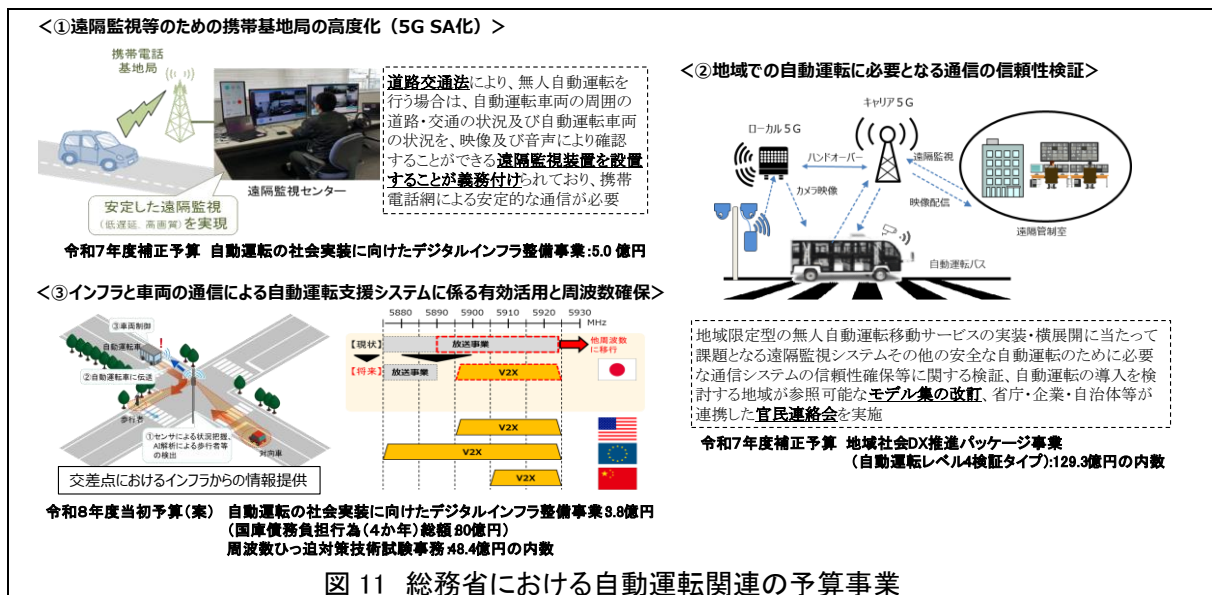 ＜①遠隔監視等のための携帯基地局の高度化（5G SA化）＞
携帯電話
基地局
遠隔監視センター
安定した遠隔監視
（低遅延、高画質）を実現
道路交通法により、無人自動運転を
行う場合は、自動運転車両の周囲の
道路・交通の状況及び自動運転車両
の状況を、映像及び音声により確認
することができる遠隔監視装置を設置
することが義務付けられており、携帯
電話網による安定的な通信が必要
令和7年度補正予算 自動運転の社会実装に向けたデジタルインフラ整備事業:5.0 億円
＜②地域での自動運転に必要となる通信の信頼性検証＞
キャリア5G
ローカル5G
ハンドオーバー
遠隔監視
カメラ映像
映像配信
遠隔管制室
自動運転バス
地域限定型の無人自動運転移動サービスの実装・横展開に当たって
課題となる遠隔監視システムその他の安全な自動運転のために必要
な通信システムの信頼性確保等に関する検証、自動運転の導入を検
討する地域が参照可能なモデル集の改訂、省庁・企業・自治体等が
連携した官民連絡会を実施
令和7年度補正予算 地域社会DX推進パッケージ事業
（自動運転レベル4検証タイプ）:129.3億円の内数
＜③インフラと車両の通信による自動運転支援システムに係る有効活用と周波数確保＞
③車両制御
自動運転車
②自動運転車に伝送
歩行者
①センサによる状況把握、
AI解析による歩行者等
の検出
対向車
交差点におけるインフラからの情報提供
5880 5890 5900 5910 5920 5930
MHz
【現状】 放送事業 他周波数
に移行
【将来】 放送事業 V2X
V2X
V2X
V2X
令和8年度当初予算（案） 自動運転の社会実装に向けたデジタルインフラ整備事業:3.8億円
（国庫債務負担行為（4か年）総額:80億円）
周波数ひっ迫対策技術試験事務:48.4億円の内数
図 11 総務省における自動運転関連の予算事業